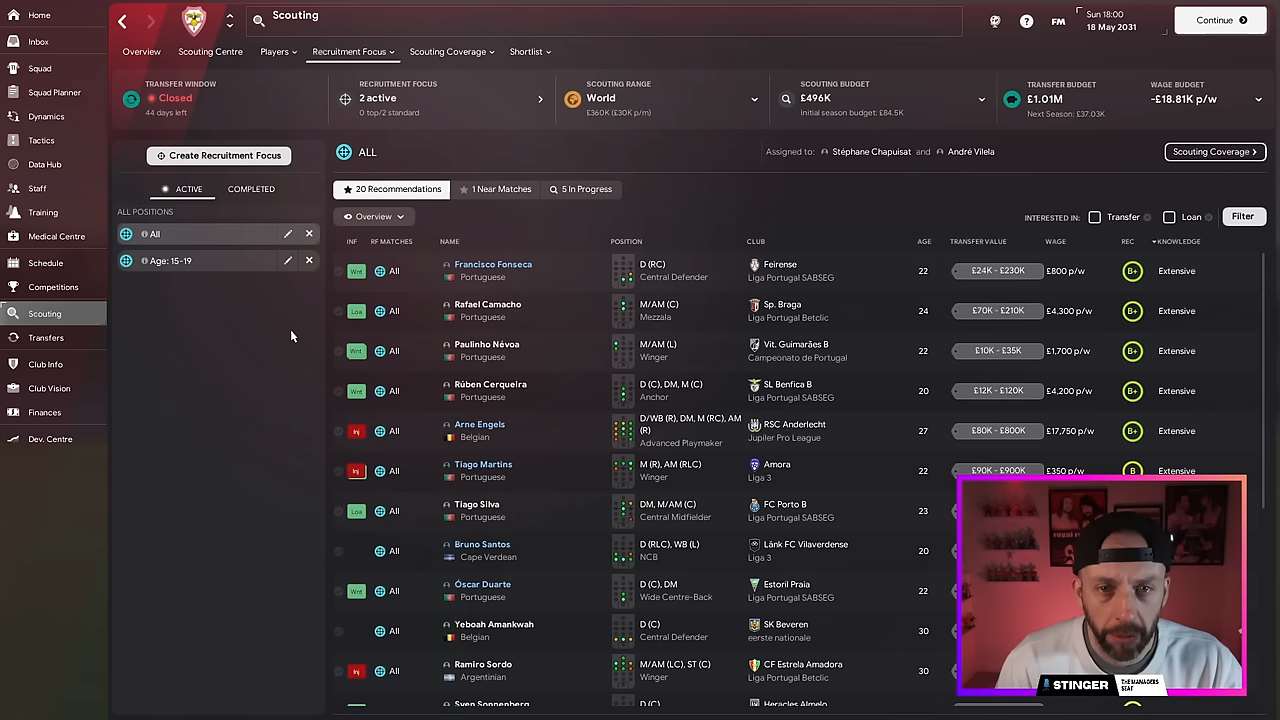 Home
Inbox
Squad
Squad Planner
Dynamics
Tactics
Data Hub
Staff
Training
Medical Centre
Schedule
Competitions
Scouting
Transfers
Club Info
Club Vision
Finances
Dev. Centre
Scouting
FM
Sun 18:00
18 May 2031
Continue
Overview
Scouting Centre
Players
Recruitment Focus
Scouting Coverage
Shortlist
TRANSFER WINDOW
Closed
44 days left
RECRUITMENT FOCUS
2 active
0 top/2 standard
SCOUTING RANGE
World
£360K (£30K p/m)
SCOUTING BUDGET
£496K
initial season budget: £84.5K
TRANSFER BUDGET
£1.01M
Next Season: £37.03K
WAGE BUDGET
-£18.81K p/w
Create Recruitment Focus
ACTIVE
COMPLETED
ALL POSITIONS
All
Age: 15-19
ALL
Assigned to: Stéphane Chapuisat and André Vilela
Scouting Coverage >
20 Recommendations
1 Near Matches
5 In Progress
Overview
INTERESTED IN: Transfer Loan
Filter
INF RF MATCHES NAME POSITION CLUB AGE TRANSFER VALUE WAGE REC KNOWLEDGE
Wnt All Francisco Fonseca D (RC) Feirense 22 £24K - £230K £800 p/w B+ Extensive
Portuguese Central Defender Liga Portugal SABSEG
Loa All Rafael Camacho M/AM (C) Sp. Braga 24 £70K - £210K £4,300 p/w B+ Extensive
Portuguese Mezzala Liga Portugal Betclic
Wnt All Paulinho Névoa M/AM (L) Vit. Guimarães B 22 £10K - £35K £1,700 p/w B+ Extensive
Portuguese Winger Campeonato de Portugal
Wnt All Rúben Cerqueira D (C), DM, M (C) SL Benfica B 20 £12K - £120K £4,200 p/w B+ Extensive
Portuguese Anchor Liga Portugal SABSEG
Inj All Arne Engels D/WB (R), DM, M (RC), AM (R) RSC Anderlecht 27 £80K - £800K £17,750 p/w B+ Extensive
Belgian Advanced Playmaker Jupiler Pro League
Inj All Tiago Martins M (R), AM (RLC) Amora 22 £90K - £900K £350 p/w B Extensive
Portuguese Winger Liga 3
Loa All Tiago Silva DM, M/AM (C) FC Porto B 23
Portuguese Central Midfielder Liga Portugal SABSEG
All Bruno Santos D (RLC), WB (L) Länk FC Vilaverdense 20
Cape Verdean NCB Liga 3
Wnt All Óscar Duarte D (C), DM Estoril Praia 22
Portuguese Wide Centre-Back Liga Portugal SABSEG
All Yeboah Amankwah D (C) SK Beveren 30
Belgian Central Defender eerste nationale
Inj All Ramiro Sordo M/AM (LC), ST (C) CF Estrela Amadora 30
Argentinian Winger Liga Portugal Betclic
Sven Sonnenberg D (C) Heracles Almelo
STINGER
THE MANAGERS
SEAT